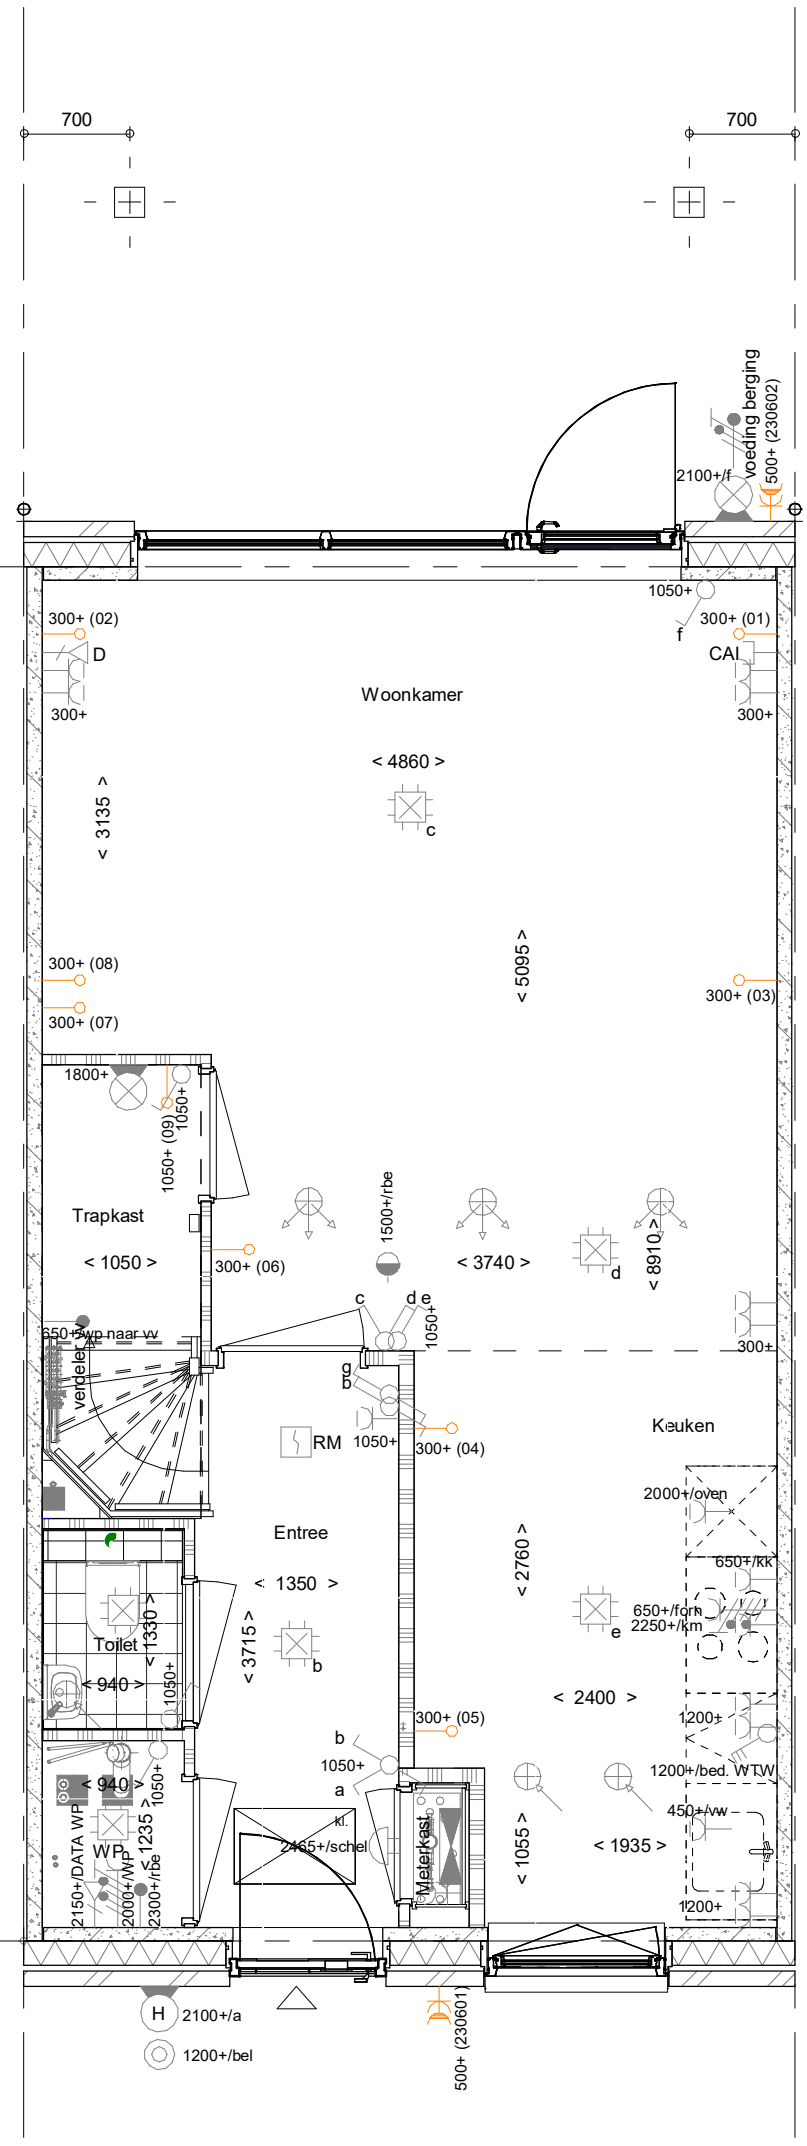 700
700
voeding berging
500+ (230602)
2100+/f
1050+
f
300+ (02)
300+ (01)
D
CAI
300+
300+
Woonkamer
< 4860 >
< 3135 >
c
< 5095 >
300+ (08)
300+ (07)
300+ (03)
1800+
1050+
1050+ (09)
Trapkast
< 1050 >
1500+/rbe
300+ (06)
< 3740 >
d
< 8910 >
c
d e
1050+
650+/wp naar vv
verdeler vv
300+
g
b
1050+
RM
300+ (04)
Keuken
2000+/oven
Entree
< 1350 >
< 2760 >
650+/kk
650+/forn
2250+/km
e
Toilet
< 1330 >
< 940 >
1050+
< 3715 >
b
300+ (05)
< 2400 >
1200+
b
1050+
a
1200+/bed. WTW
450+/vw
< 940 >
1050+
WP
< 1235 >
2150+/DATA WP
2000+/WP
2300+/rbe
kl.
2465+/schel
Meterkast
< 1055 >
< 1935 >
1200+
H
2100+/a
1200+/bel
500+ (230601)